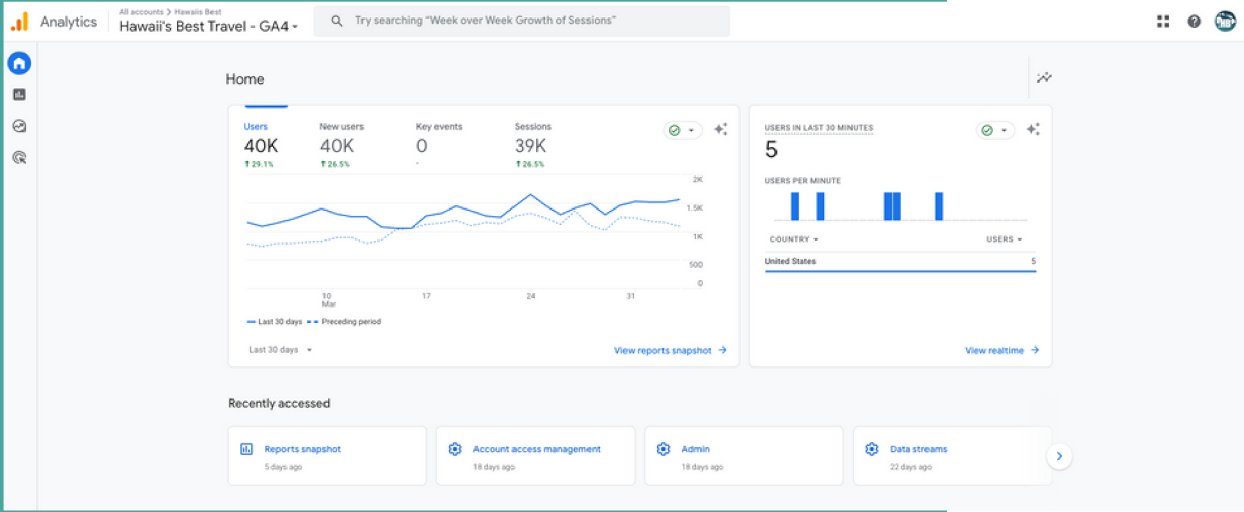 Analytics
All accounts > Hawaiis Best
Hawaii's Best Travel - GA4
Try searching "Week over Week Growth of Sessions"
Home
Users
40K
29.1%
New users
40K
26.5%
Key events
0
-
Sessions
39K
26.5%
2K
1.5K
1K
500
0
10
Mar
17
24
31
Last 30 days
Preceding period
Last 30 days
View reports snapshot
USERS IN LAST 30 MINUTES
5
USERS PER MINUTE
COUNTRY
USERS
United States
5
View realtime
Recently accessed
Reports snapshot
5 days ago
Account access management
18 days ago
Admin
18 days ago
Data streams
22 days ago